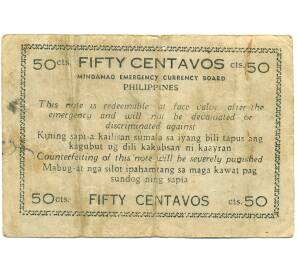 50cts. FIFTY CENTAVOS cts.50
MINDANAO EMERGENCY CURRENCY BOARD
PHILIPPINES
This note is redeemable at face value after the
emergency and will not be devaluated or
discriminated against
Kining sapi-a kailisan sumala sa iyang bili tapus ang
kagubut ug dili kakubsan ni kaayran
Counterfeiting of this note will be severely punished
Mabug-at nga silot ipahamtang sa maga kawat pag
sundog ning sapia
50cts. FIFTY CENTAVOS cts.50